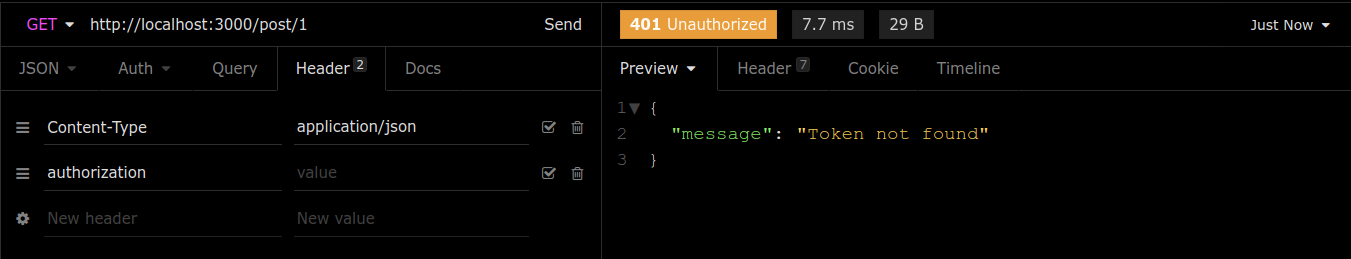 GET http://localhost:3000/post/1 Send
401 Unauthorized 7.7 ms 29 B Just Now
JSON Auth Query Header 2 Docs
Preview Header 7 Cookie Timeline
Content-Type application/json
authorization value
New header New value
1 {
2 "message": "Token not found"
3 }